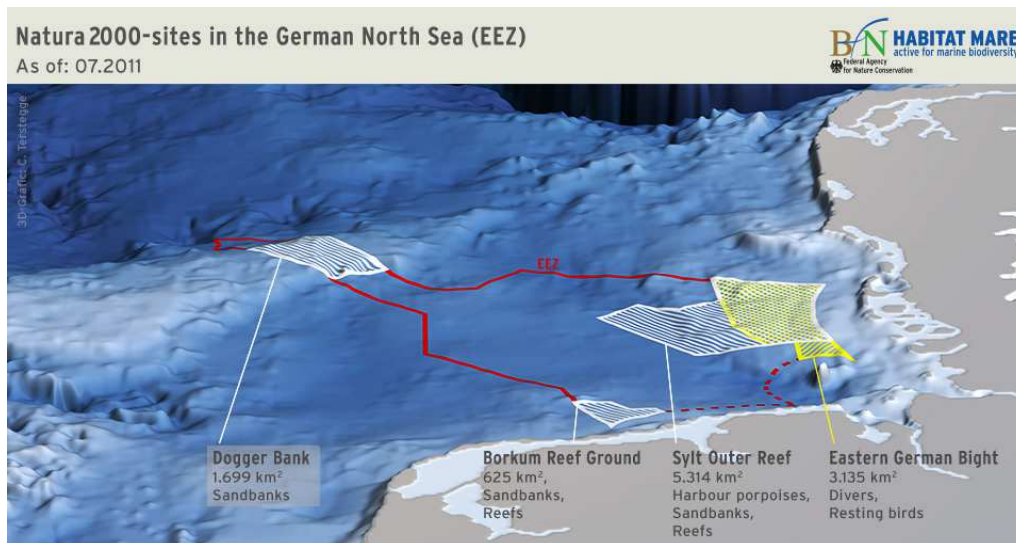 Natura 2000-sites in the German North Sea (EEZ)
As of: 07.2011
BfN
Federal Agency
for Nature Conservation
HABITAT MARE
active for marine biodiversity
3D-Grafic: C. Terstegge
EEZ
Dogger Bank
1.699 km²
Sandbanks
Borkum Reef Ground
625 km²,
Sandbanks,
Reefs
Sylt Outer Reef
5.314 km²
Harbour porpoises,
Sandbanks,
Reefs
Eastern German Bight
3.135 km²
Divers,
Resting birds